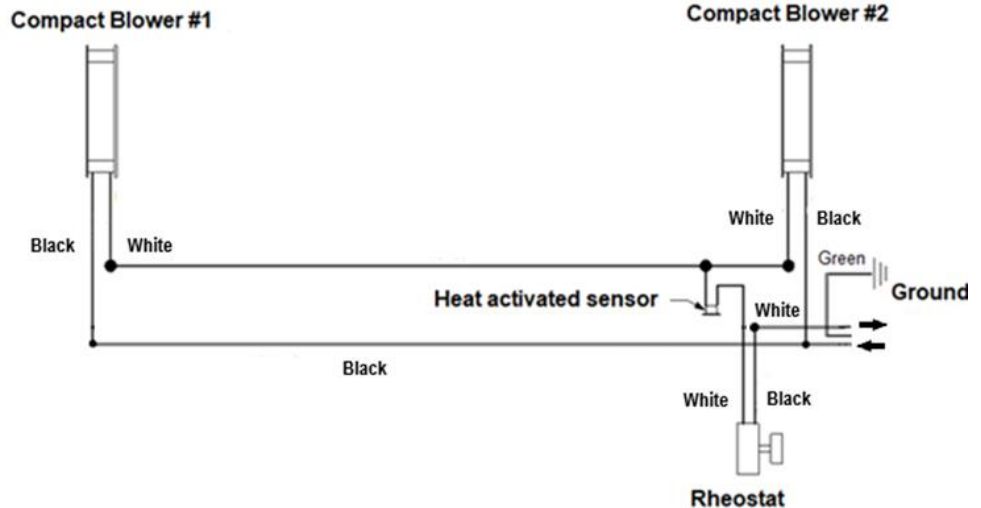 Compact Blower #1
Compact Blower #2
Black
White
White
Black
Green
Ground
Heat activated sensor
White
Black
White
Black
Rheostat